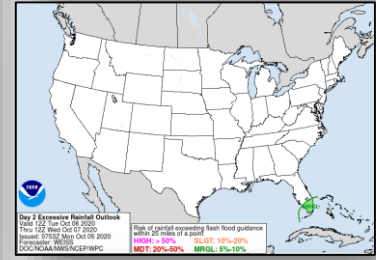 Day 2 Excessive Rainfall Outlook
Valid 12Z Tue Oct 06 2020
Thru 12Z Wed Oct 07 2020
Issued: 0753Z Mon Oct 05 2020
Forecaster: WEISS
DOC/NOAA/NWS/NCEP/WPC
Risk of rainfall exceeding flash flood guidance
within 25 miles of a point
HIGH: > 50% SLGT: 10%-20%
MDT: 20%-50% MRGL: 5%-10%